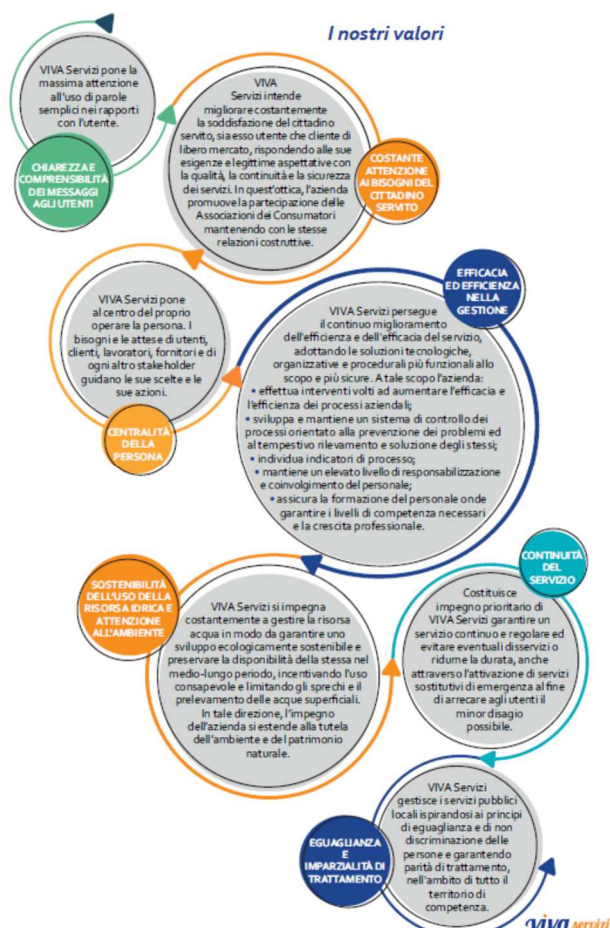 I nostri valori
VIVA Servizi pone la
massima attenzione
all'uso di parole
semplici nei rapporti
con l'utente.
CHIAREZZA E
COMPRENSIBILITÀ
DEI MESSAGGI
AGLI UTENTI
VIVA
Servizi intende
migliorare costantemente
la soddisfazione del cittadino
servito, sia esso utente che cliente di
libero mercato, rispondendo alle sue
esigenze e legittime aspettative con
la qualità, la continuità e la sicurezza
dei servizi. In quest'ottica, l'azienda
promuove la partecipazione delle
Associazioni dei Consumatori
mantenendo con le stesse
relazioni costruttive.
COSTANTE
ATTENZIONE
AI BISOGNI DEL
CITTADINO
SERVITO
VIVA Servizi pone
al centro del proprio
operare la persona. I
bisogni e le attese di utenti,
clienti, lavoratori, fornitori e di
ogni altro stakeholder
guidano le sue scelte e le
sue azioni.
CENTRALITÀ
DELLA
PERSONA
EFFICACIA
ED EFFICIENZA
NELLA
GESTIONE
VIVA Servizi persegue
il continuo miglioramento
dell'efficienza e dell'efficacia del servizio,
adottando le soluzioni tecnologiche,
organizzative e procedurali più funzionali allo
scopo e più sicure. A tale scopo l'azienda:
• effettua interventi volti ad aumentare l'efficacia e
l'efficienza dei processi aziendali;
• sviluppa e mantiene un sistema di controllo dei
processi orientato alla prevenzione dei problemi ed
al tempestivo rilevamento e soluzione degli stessi;
• individua indicatori di processo;
• mantiene un elevato livello di responsabilizzazione
e coinvolgimento del personale;
• assicura la formazione del personale onde
garantire i livelli di competenza necessari
e la crescita professionale.
SOSTENIBILITÀ
DELL'USO DELLA
RISORSA IDRICA E
ATTENZIONE
ALL'AMBIENTE
VIVA Servizi si impegna
costantemente a gestire la risorsa
acqua in modo da garantire uno
sviluppo ecologicamente sostenibile e
preservare la disponibilità della stessa nel
medio-lungo periodo, incentivando l'uso
consapevole e limitando gli sprechi e il
prelevamento delle acque superficiali.
In tale direzione, l'impegno
dell'azienda si estende alla tutela
dell'ambiente e del patrimonio
naturale.
CONTINUITÀ
DEL
SERVIZIO
Costituisce
impegno prioritario di
VIVA Servizi garantire un
servizio continuo e regolare ed
evitare eventuali disservizi o
ridurne la durata, anche
attraverso l'attivazione di servizi
sostitutivi di emergenza al fine
di arrecare agli utenti il
minor disagio
possibile.
VIVA Servizi
gestisce i servizi pubblici
locali ispirandosi ai principi
di eguaglianza e di non
discriminazione delle
persone e garantendo
parità di trattamento,
nell'ambito di tutto il
territorio di
competenza.
EGUAGLIANZA
E
IMPARZIALITÀ DI
TRATTAMENTO
viva servizi